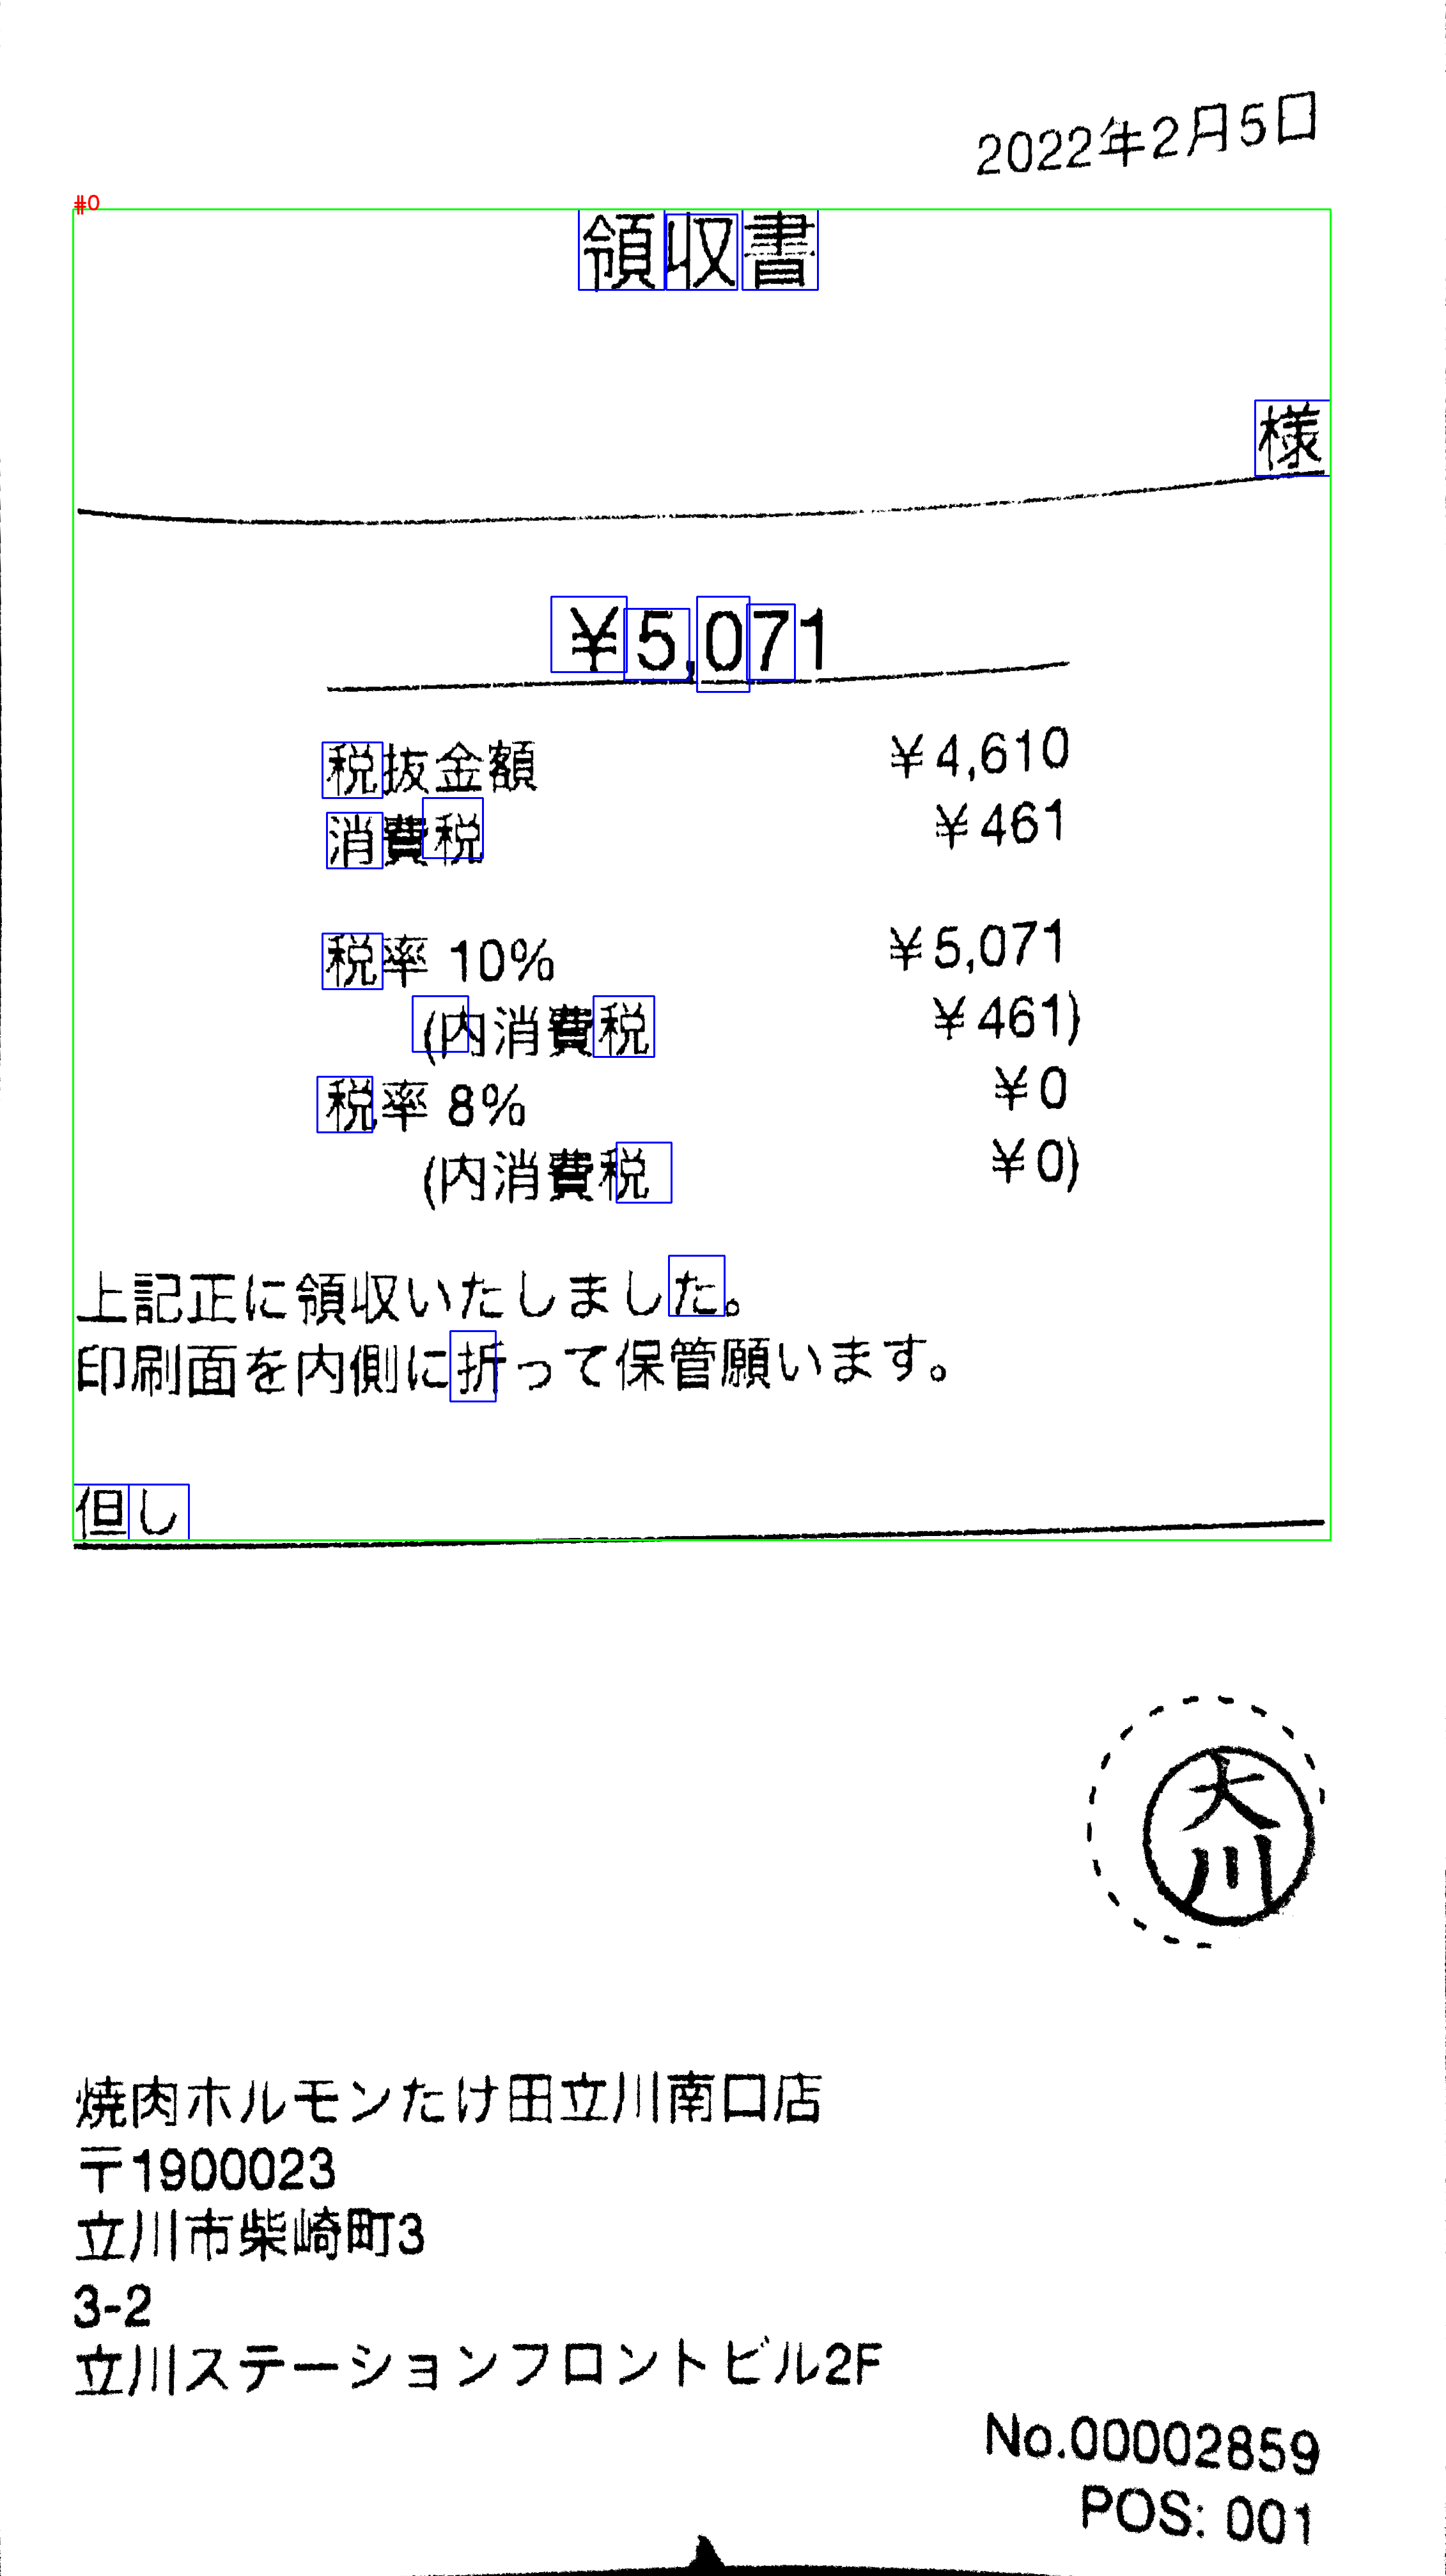 2022年2月5日
#0
領収書
様
¥5,071
税抜金額 ¥4,610
消費税 ¥461
税率 10% ¥5,071
(内消費税 ¥461)
税率 8% ¥0
(内消費税 ¥0)
上記正に領収いたしました。
印刷面を内側に折って保管願います。
但し
大川
焼肉ホルモンたけ田立川南口店
〒1900023
立川市柴崎町3
3-2
立川ステーションフロントビル2F
No.00002859
POS: 001